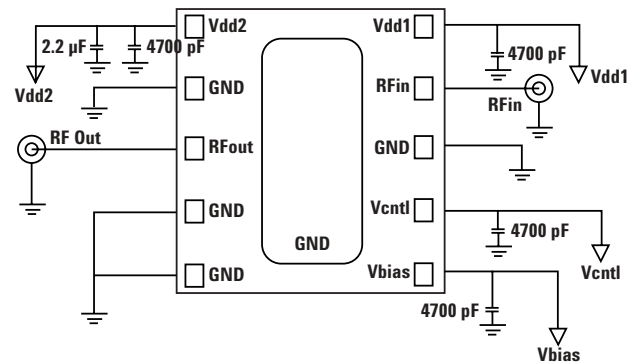 Vdd2
Vdd1
2.2 µF
4700 pF
4700 pF
Vdd2
GND
RFin
Vdd1
RFin
RF Out
RFout
GND
GND
Vcntl
4700 pF
GND
GND
Vbias
Vcntl
4700 pF
Vbias